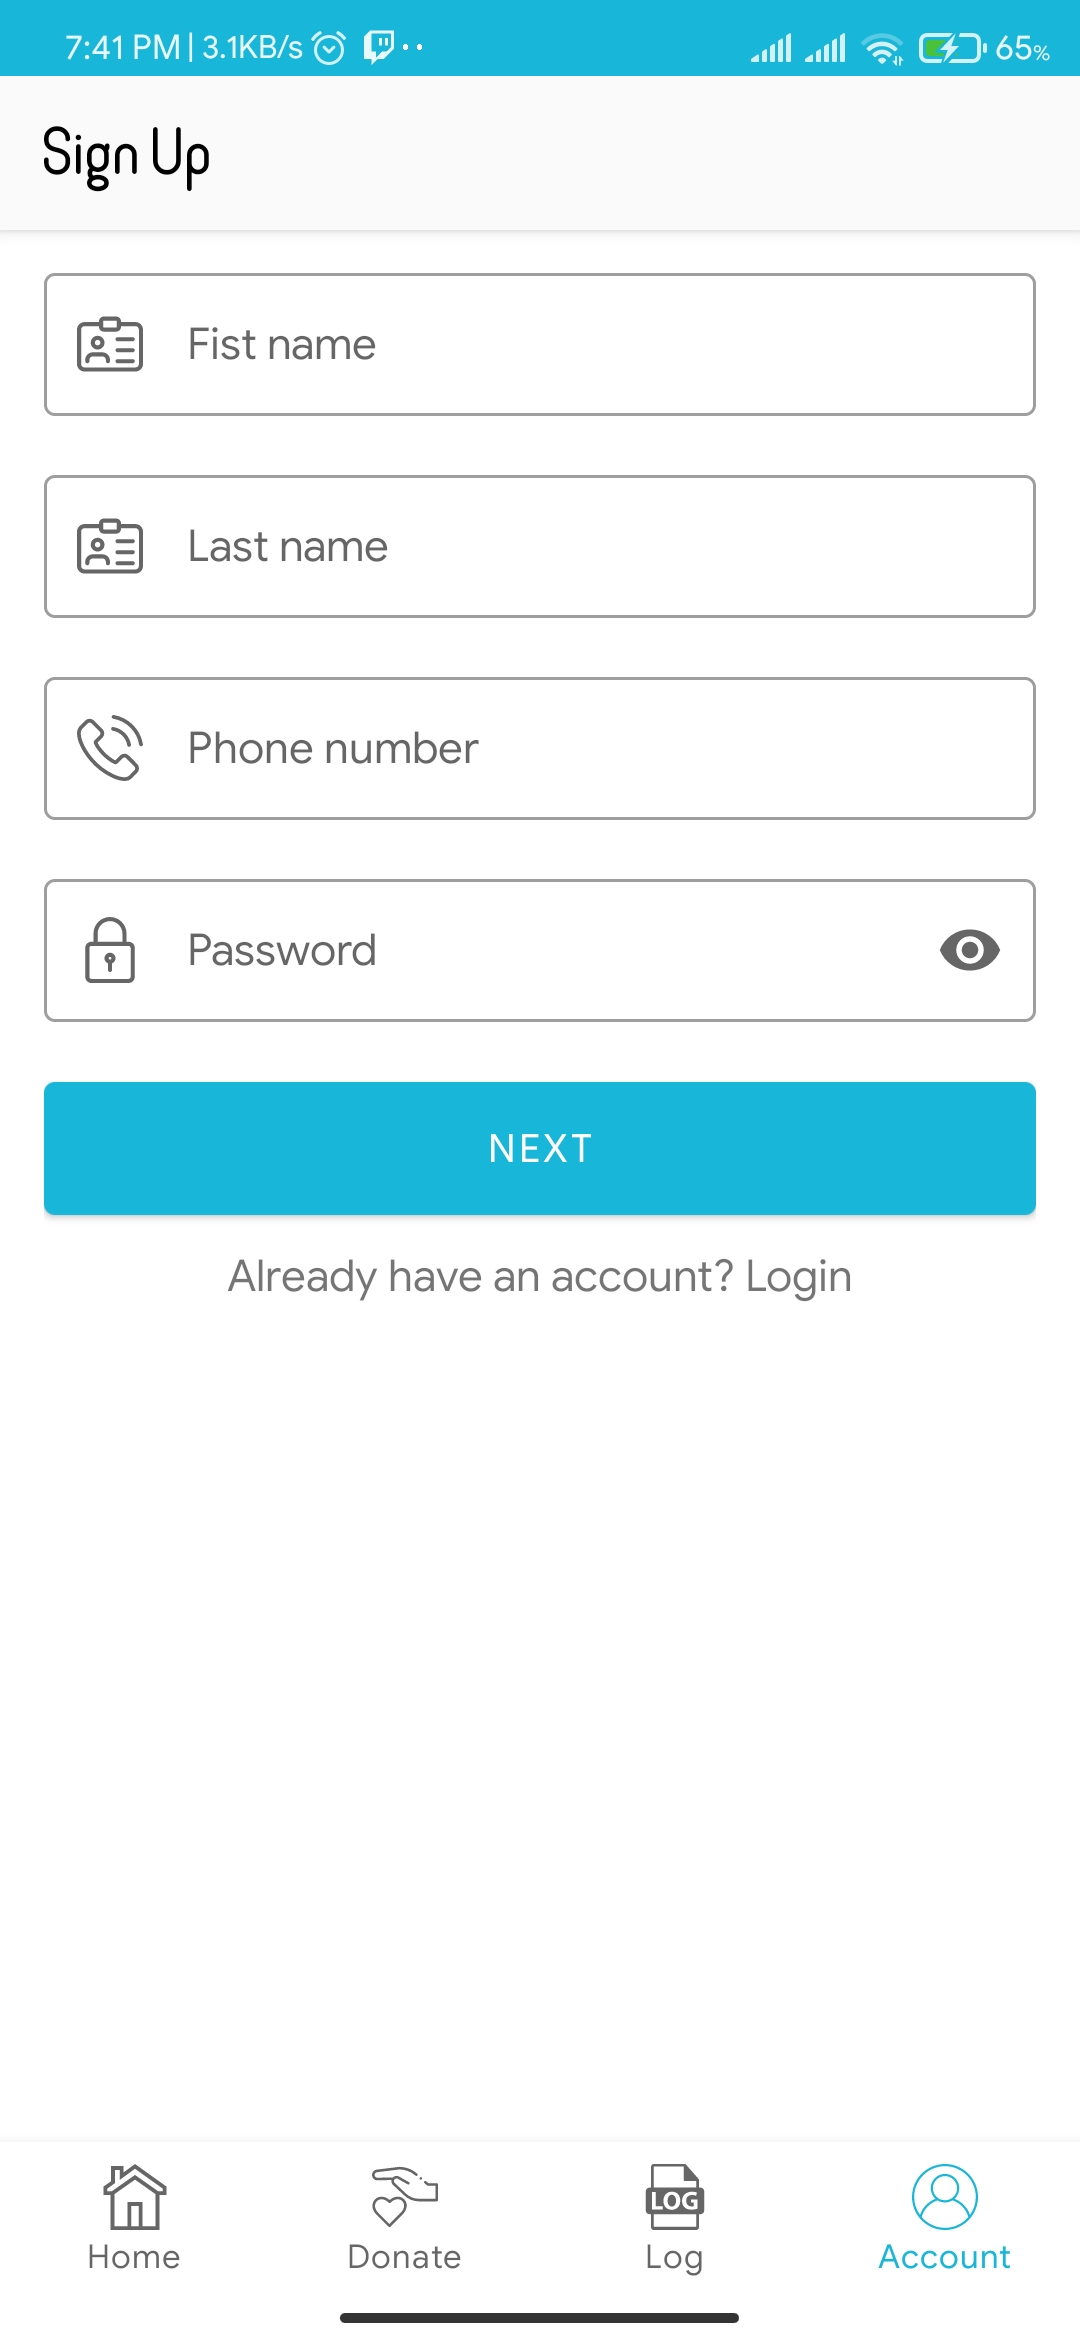 7:41 PM | 3.1KB/s 65%
Sign Up
Fist name
Last name
Phone number
Password
NEXT
Already have an account? Login
LOG
Home Donate Log Account